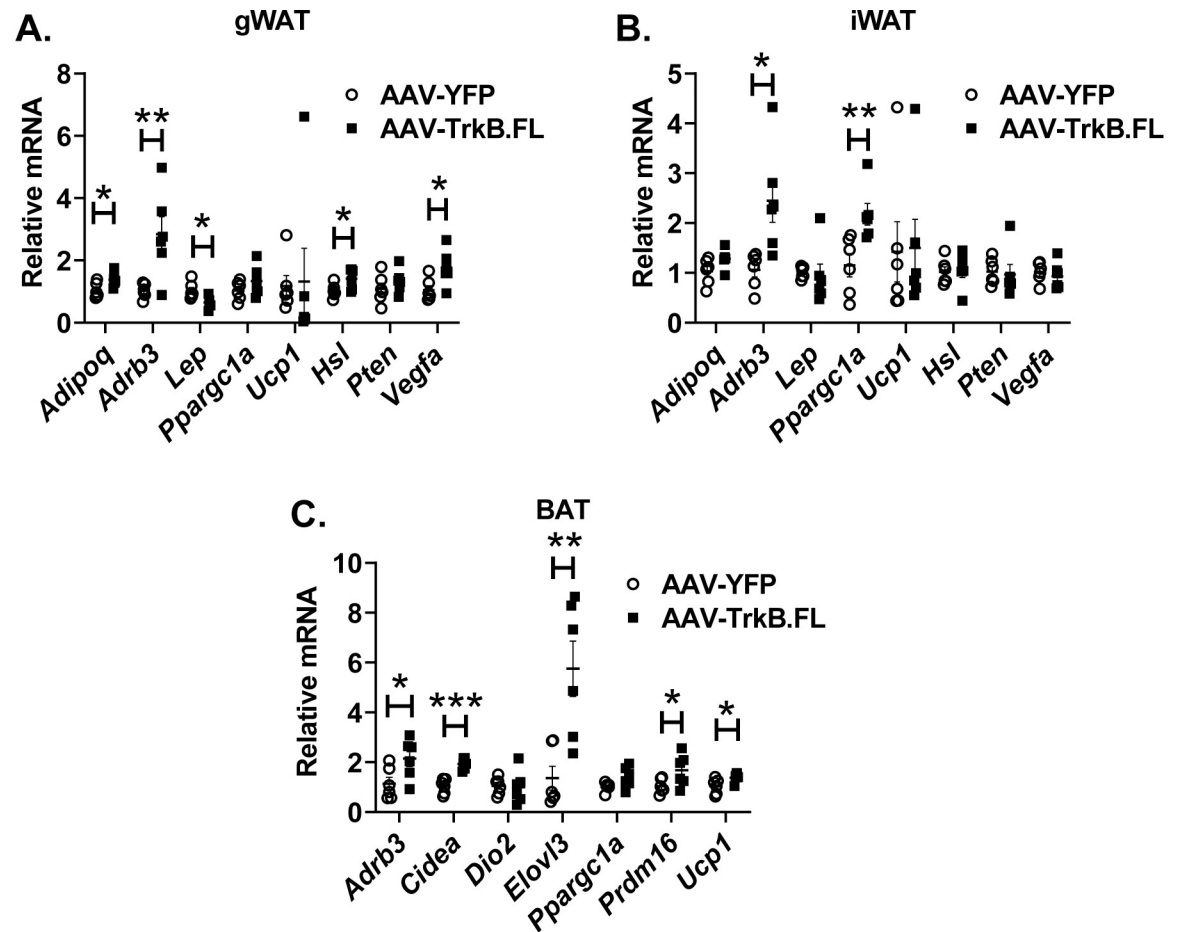 A.
gWAT
Relative mRNA
8
6
4
2
0
AAV-YFP
AAV-TrkB.FL
*
**
*
*
*
Adipoq
Adrb3
Lep
Ppargc1a
Ucp1
Hsl
Pten
Vegfa
B.
iWAT
Relative mRNA
5
4
3
2
1
0
AAV-YFP
AAV-TrkB.FL
*
**
Adipoq
Adrb3
Lep
Ppargc1a
Ucp1
Hsl
Pten
Vegfa
C.
BAT
Relative mRNA
10
8
6
4
2
0
AAV-YFP
AAV-TrkB.FL
*
***
**
*
*
Adrb3
Cidea
Dio2
Elovl3
Ppargc1a
Prdm16
Ucp1